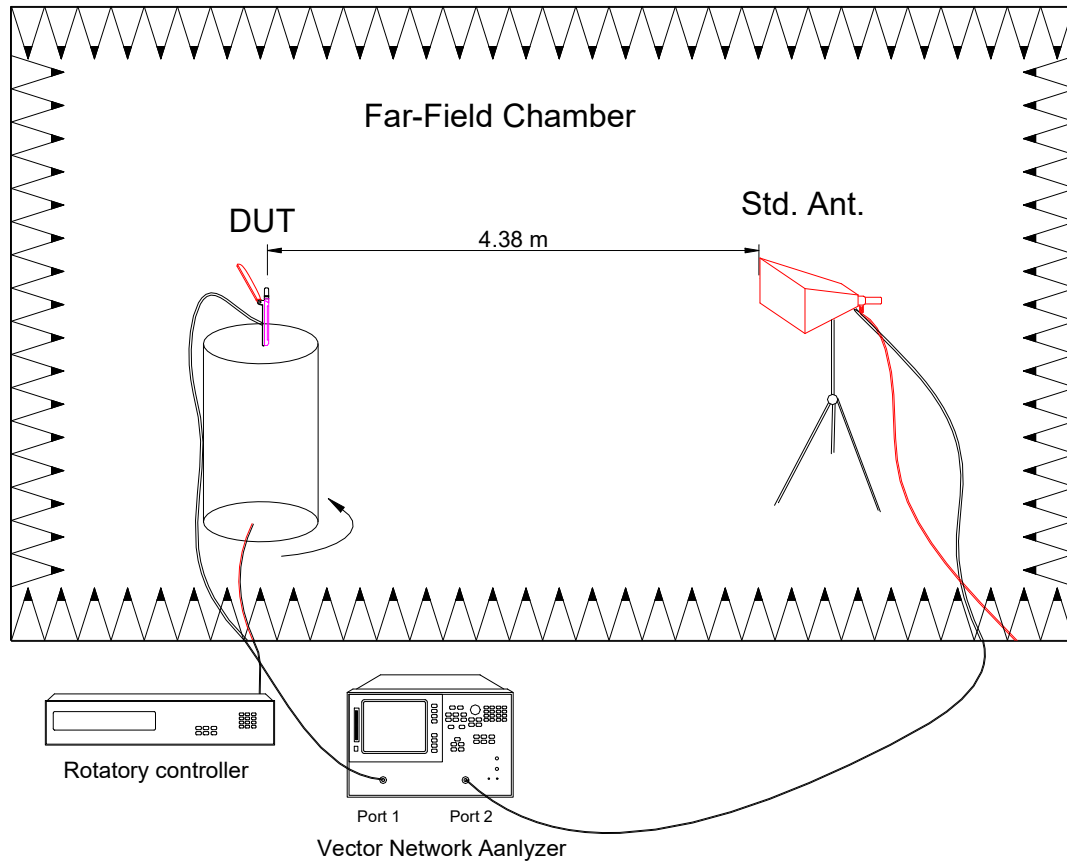 Far-Field Chamber
DUT
Std. Ant.
4.38 m
Rotatory controller
Port 1
Port 2
Vector Network Aanlyzer